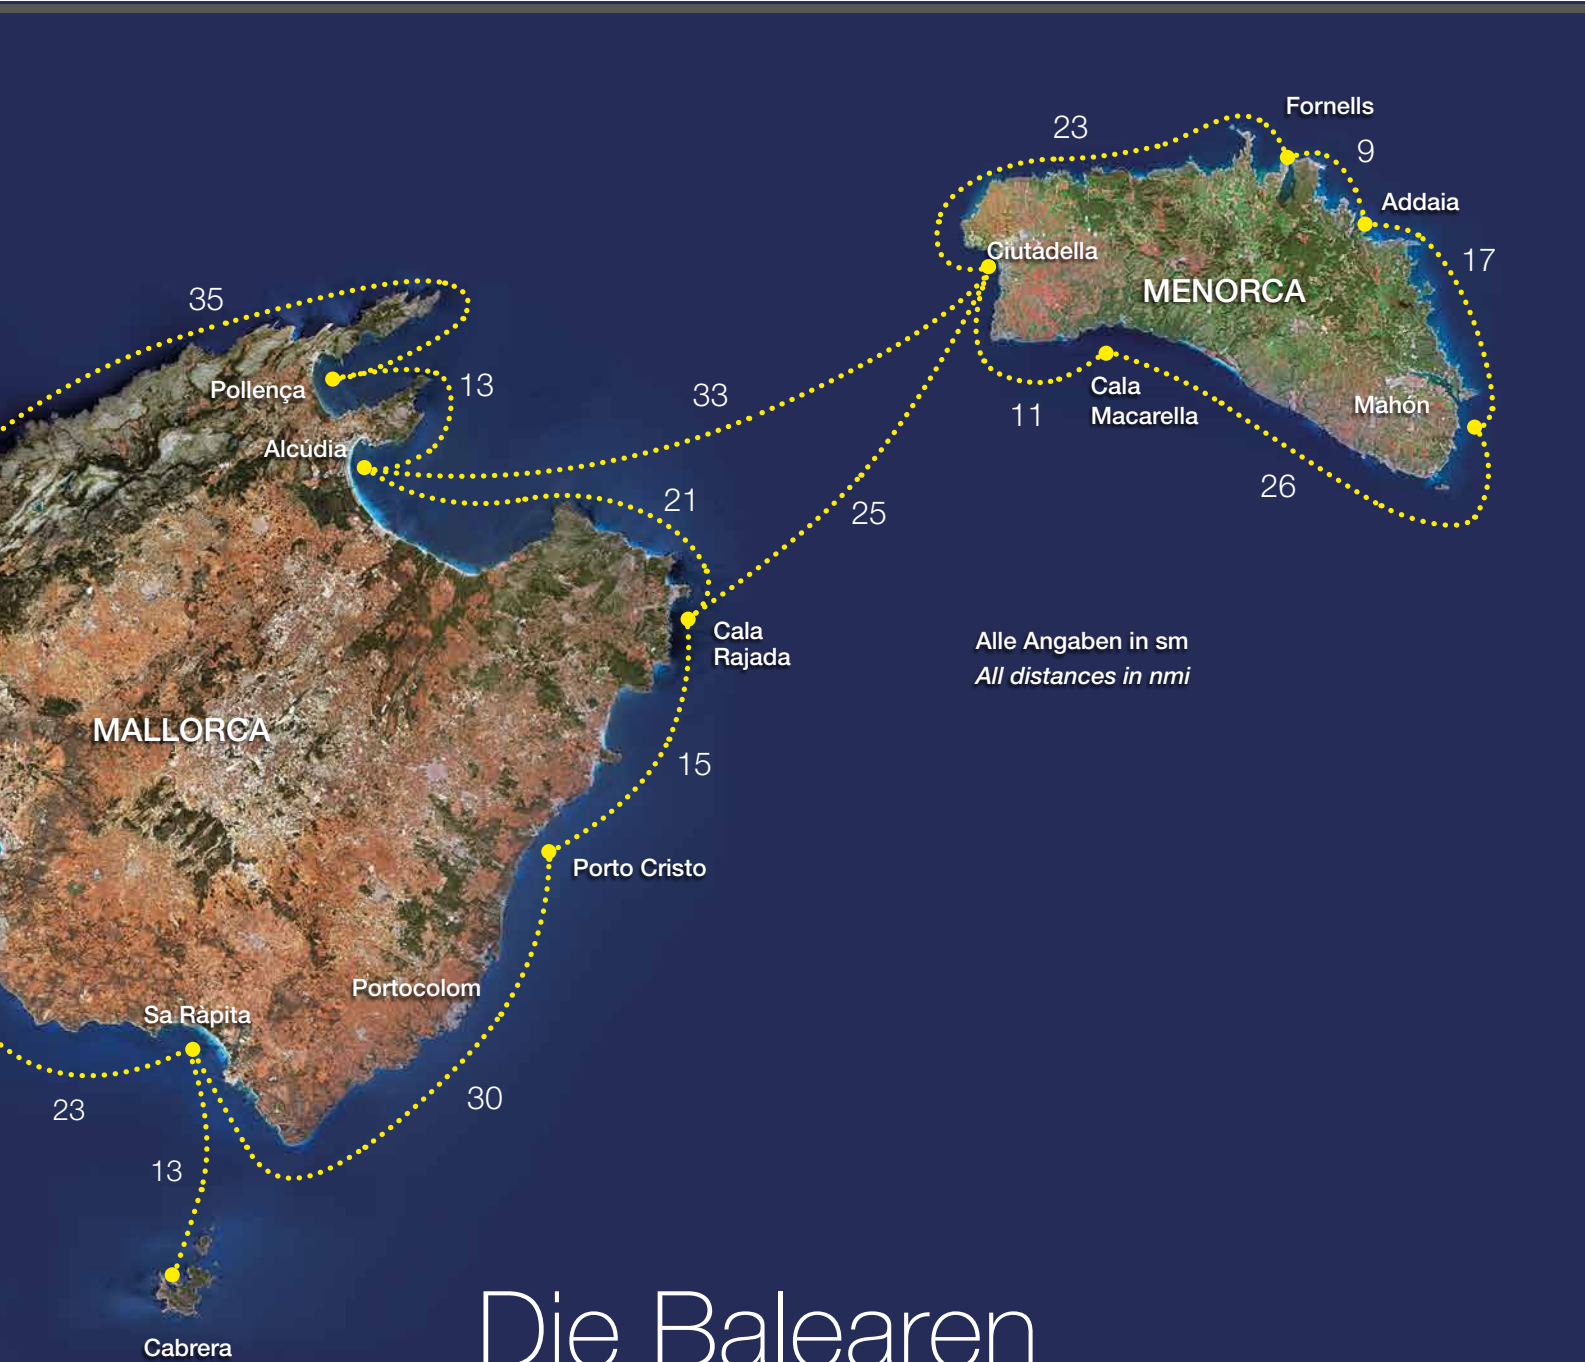 Fornells
23
9
Addaia
17
Ciutadella
MENORCA
35
Pollença
13
33
Cala
Macarella
11
Mahón
26
Alcúdia
21
25
Cala
Rajada
Alle Angaben in sm
All distances in nmi
MALLORCA
15
Porto Cristo
Portocolom
Sa Ràpita
30
23
13
Cabrera
Die Balearen